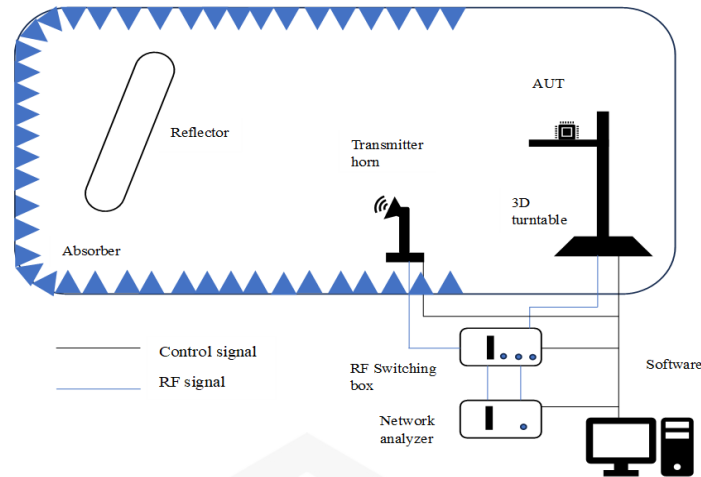 AUT
Reflector
Transmitter
horn
3D
turntable
Absorber
Control signal
RF signal
RF Switching
box
Software
Network
analyzer